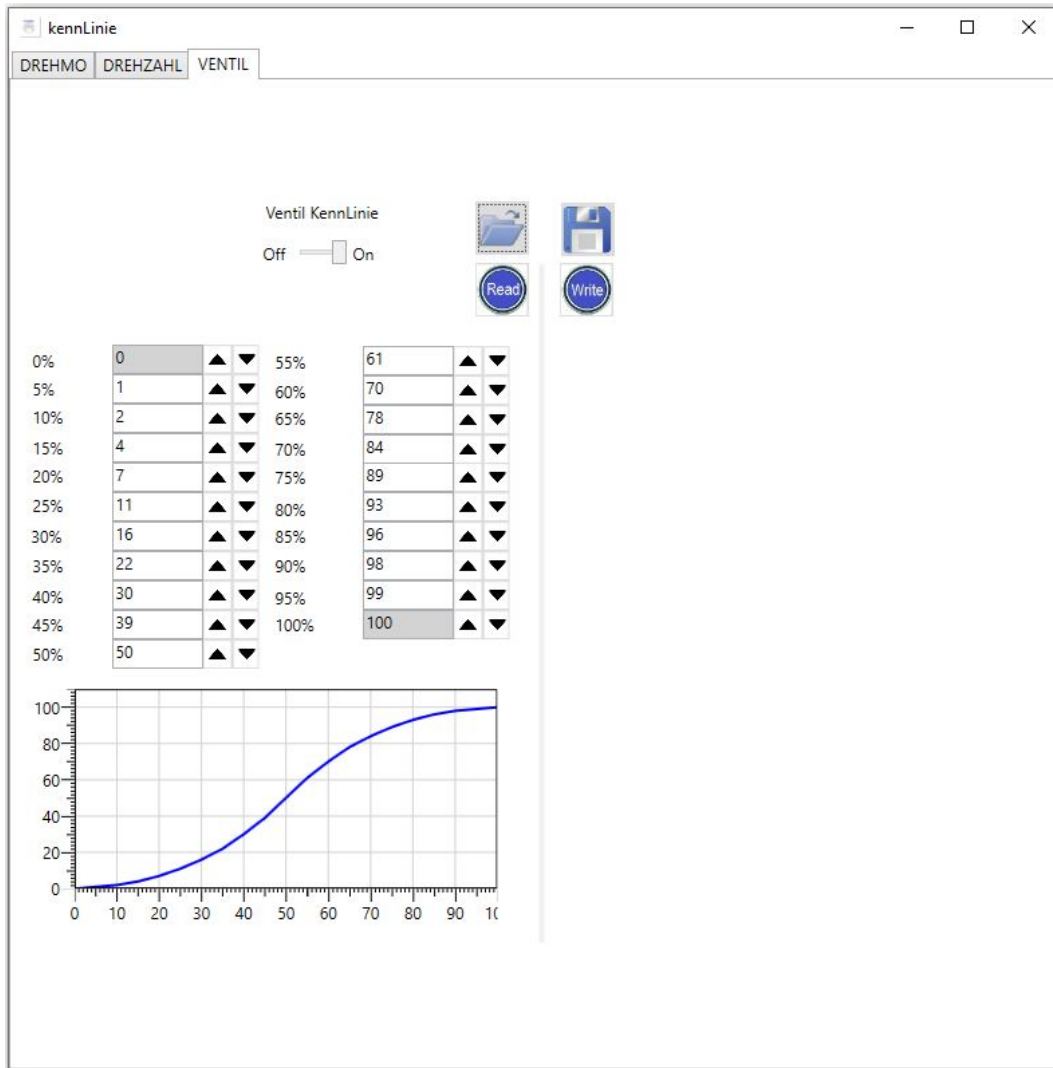 kennLinie
DREHMO DREHZAHL VENTIL
Ventil KennLinie
Off On
Read Write
0% 0 55% 61
5% 1 60% 70
10% 2 65% 78
15% 4 70% 84
20% 7 75% 89
25% 11 80% 93
30% 16 85% 96
35% 22 90% 98
40% 30 95% 99
45% 39 100% 100
50% 50
100
80
60
40
20
0
0 10 20 30 40 50 60 70 80 90